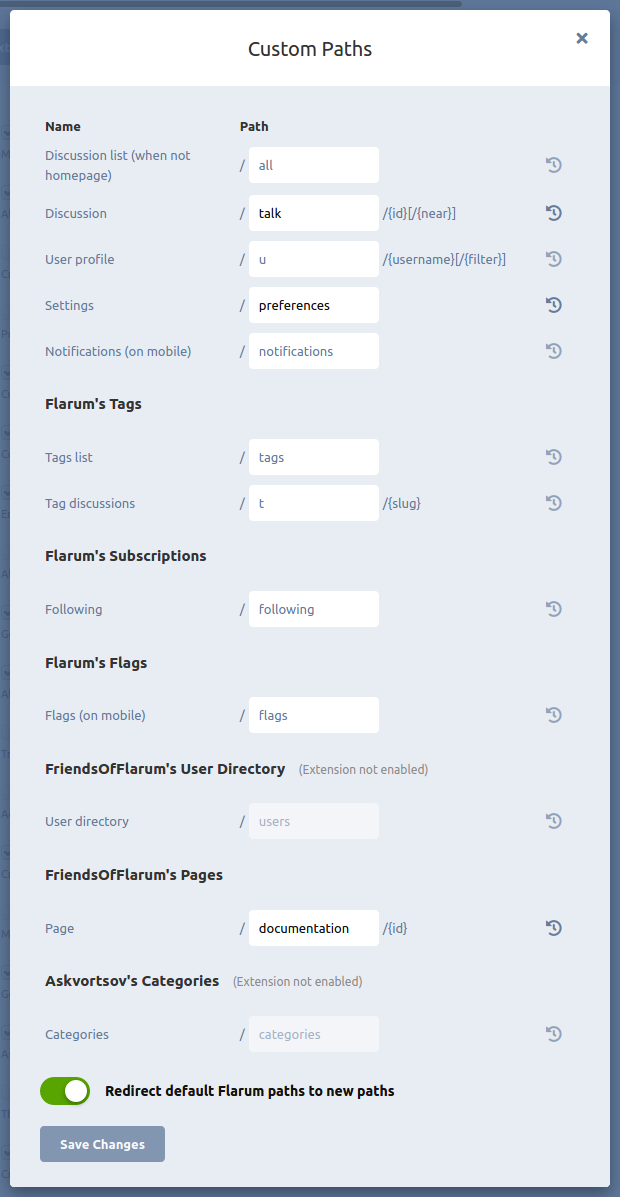 Custom Paths
Name Path
Discussion list (when not
homepage)
/ all
Discussion / talk /{id}[/{near}]
User profile / u /{username}[/{filter}]
Settings / preferences
Notifications (on mobile) / notifications
Flarum's Tags
Tags list / tags
Tag discussions / t /{slug}
Flarum's Subscriptions
Following / following
Flarum's Flags
Flags (on mobile) / flags
FriendsOfFlarum's User Directory (Extension not enabled)
User directory / users
FriendsOfFlarum's Pages
Page / documentation /{id}
Askvortsov's Categories (Extension not enabled)
Categories / categories
Redirect default Flarum paths to new paths
Save Changes